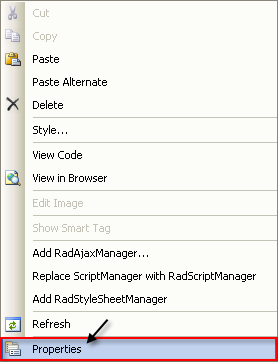 Cut
Copy
Paste
Paste Alternate
Delete
Style...
View Code
View in Browser
Edit Image
Show Smart Tag
Add RadAjaxManager...
Replace ScriptManager with RadScriptManager
Add RadStyleSheetManager
Refresh
Properties